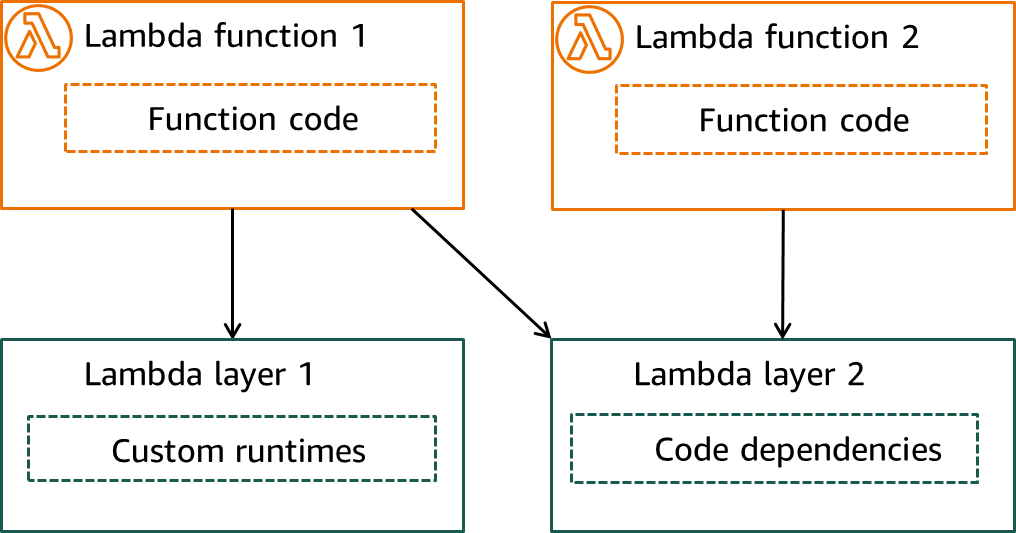 Lambda function 1
Function code
Lambda function 2
Function code
Lambda layer 1
Custom runtimes
Lambda layer 2
Code dependencies